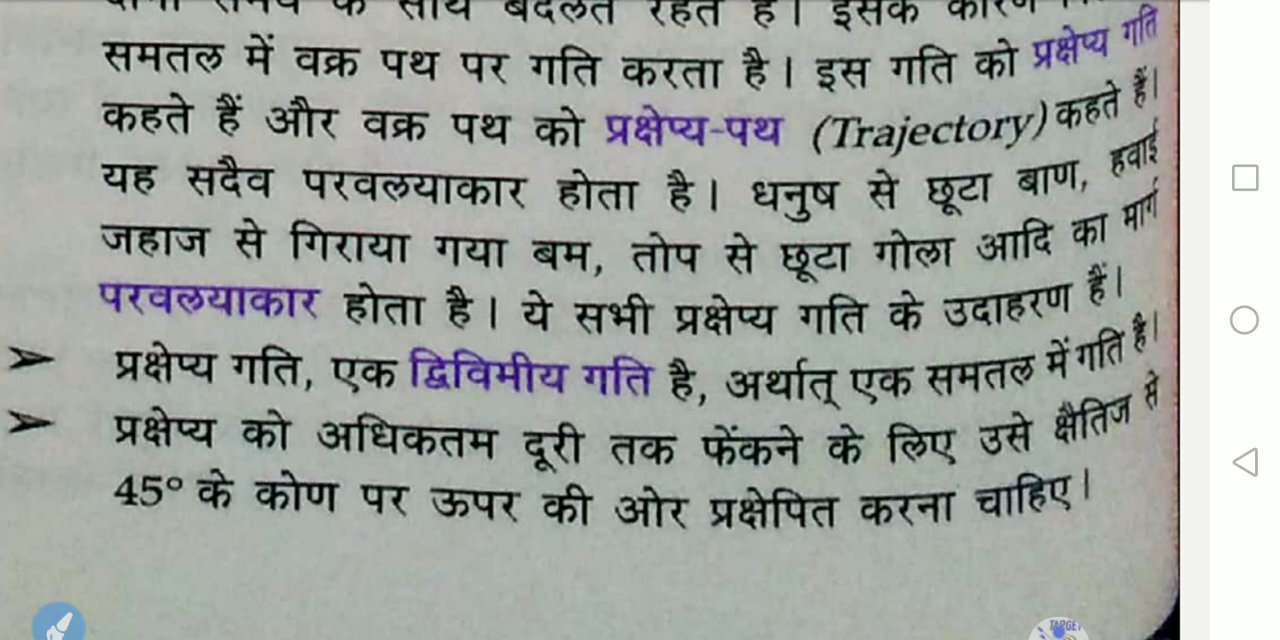 समतल में वक्र पथ पर गति करता है। इस गति को प्रक्षेप्य गति
कहते हैं और वक्र पथ को प्रक्षेप्य-पथ (Trajectory) कहते हैं।
यह सदैव परवलयाकार होता है। धनुष से छूटा बाण, हवाई
जहाज से गिराया गया बम, तोप से छूटा गोला आदि का मार्ग
परवलयाकार होता है। ये सभी प्रक्षेप्य गति के उदाहरण हैं।
➤ प्रक्षेप्य गति, एक द्विविमीय गति है, अर्थात् एक समतल में गति है।
➤ प्रक्षेप्य को अधिकतम दूरी तक फेंकने के लिए उसे क्षैतिज से
45° के कोण पर ऊपर की ओर प्रक्षेपित करना चाहिए।
TARGET